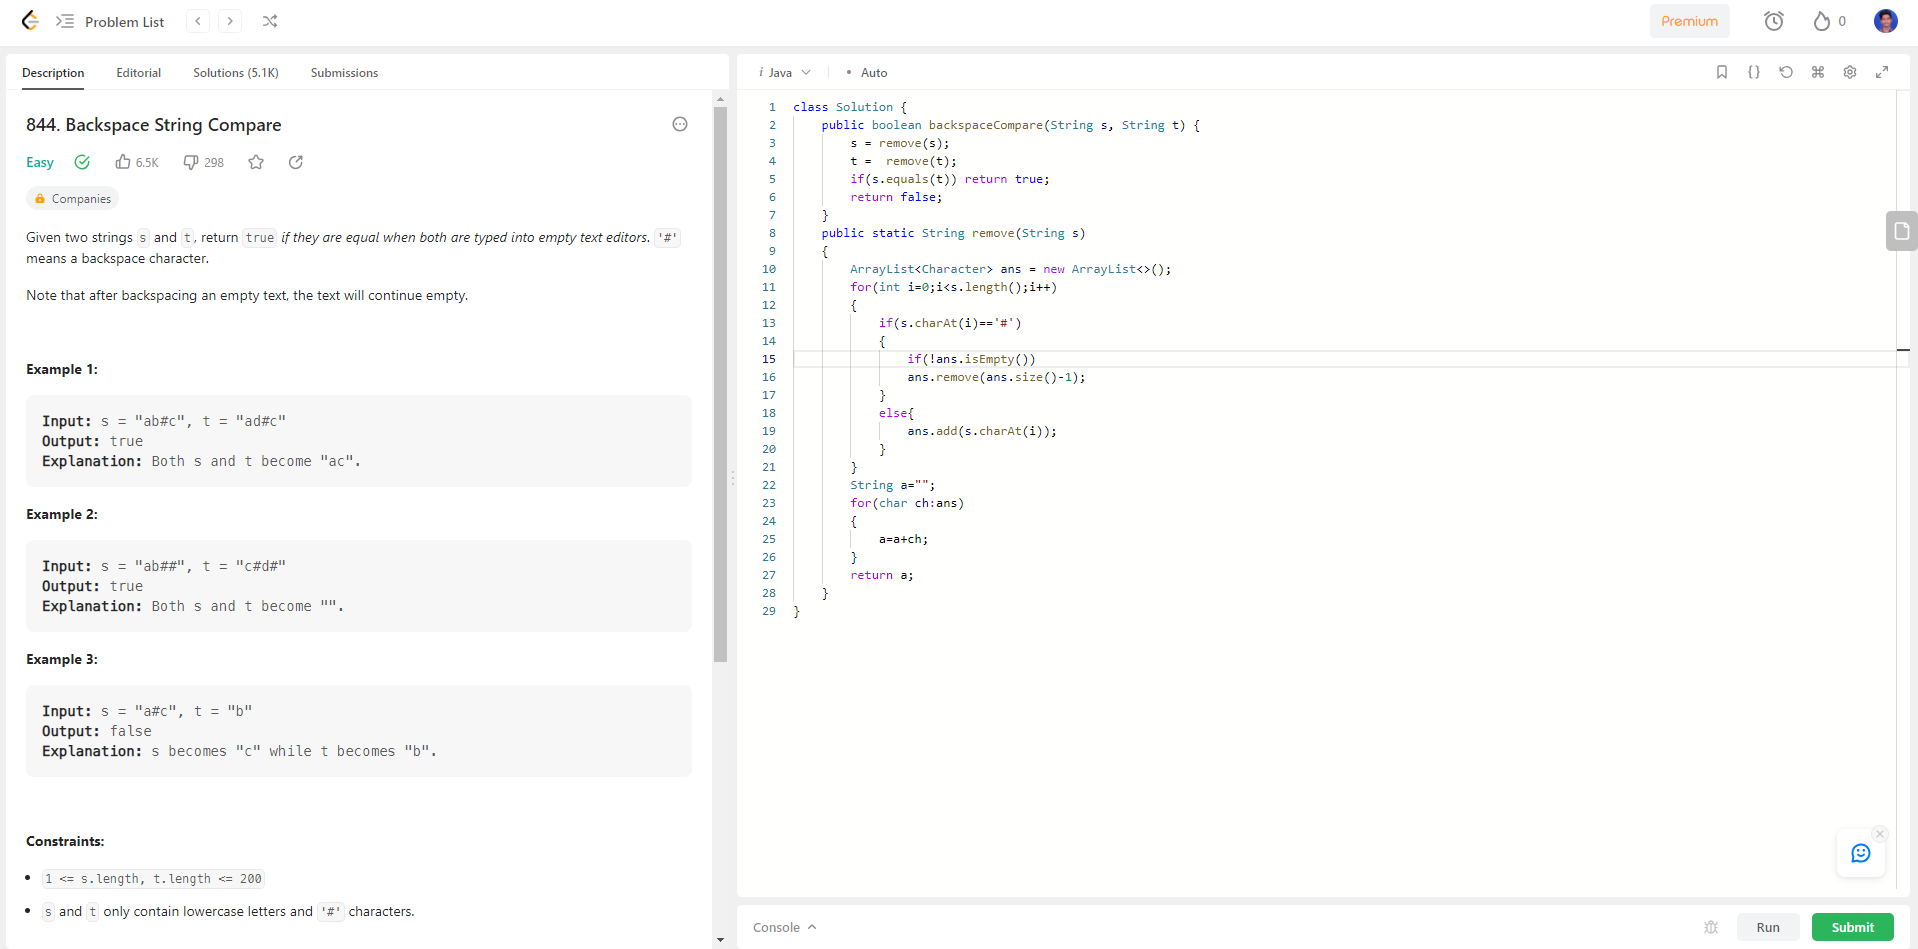 Problem List
Premium
0
Description Editorial Solutions (5.1K) Submissions
844. Backspace String Compare
Easy 6.5K 298
Companies
Given two strings s and t, return true if they are equal when both are typed into empty text editors. '#'
means a backspace character.
Note that after backspacing an empty text, the text will continue empty.
Example 1:
Input: s = "ab#c", t = "ad#c"
Output: true
Explanation: Both s and t become "ac".
Example 2:
Input: s = "ab##", t = "c#d#"
Output: true
Explanation: Both s and t become "".
Example 3:
Input: s = "a#c", t = "b"
Output: false
Explanation: s becomes "c" while t becomes "b".
Constraints:
• 1 <= s.length, t.length <= 200
• s and t only contain lowercase letters and '#' characters.
i Java • Auto
1 class Solution {
2     public boolean backspaceCompare(String s, String t) {
3         s = remove(s);
4         t =  remove(t);
5         if(s.equals(t)) return true;
6         return false;
7     }
8     public static String remove(String s)
9     {
10         ArrayList<Character> ans = new ArrayList<>();
11         for(int i=0;i<s.length();i++)
12         {
13             if(s.charAt(i)=='#')
14             {
15                 if(!ans.isEmpty())
16                 ans.remove(ans.size()-1);
17             }
18             else{
19                 ans.add(s.charAt(i));
20             }
21         }
22         String a="";
23         for(char ch:ans)
24         {
25             a=a+ch;
26         }
27         return a;
28     }
29 }
Console
Run
Submit